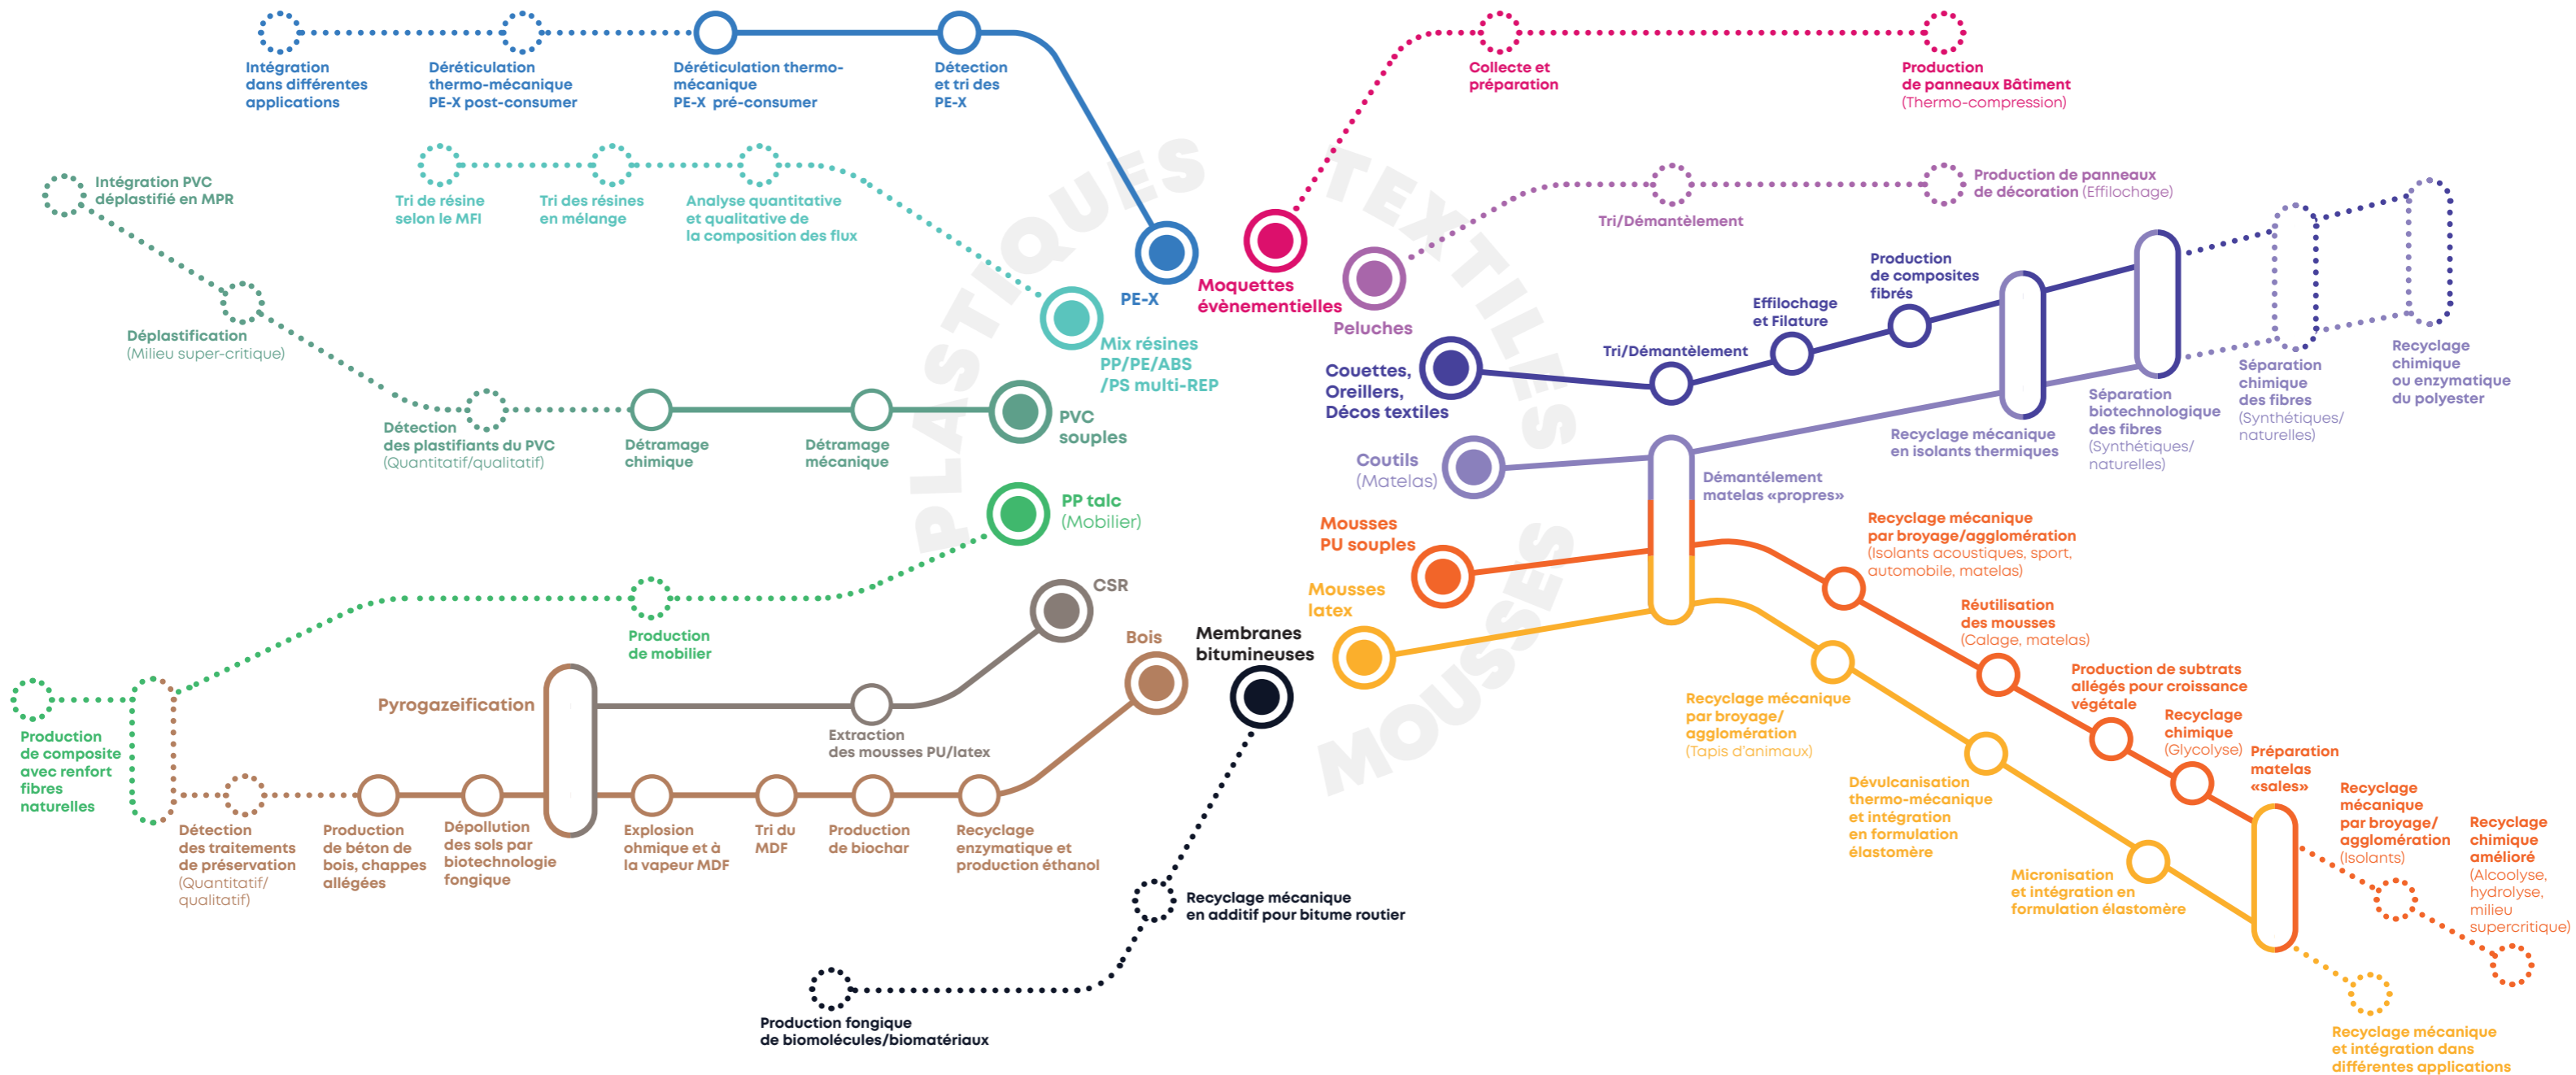 Intégration
dans différentes
applications
Déréticulation
thermo-mécanique
PE-X post-consumer
Déréticulation thermo-
mécanique
PE-X pré-consumer
Détection
et tri des
PE-X
Collecte et
préparation
Production
de panneaux Bâtiment
(Thermo-compression)
PLASTIQUES
TEXTILES
MOUSSES
Intégration PVC
déplastifié en MPR
Tri de résine
selon le MFI
Tri des résines
en mélange
Analyse quantitative
et qualitative de
la composition des flux
Tri/Démantèlement
Production de panneaux
de décoration (Effilochage)
PE-X
Moquettes
évènementielles
Peluches
Mix résines
PP/PE/ABS
/PS multi-REP
Déplastification
(Milieu super-critique)
Détection
des plastifiants du PVC
(Quantitatif/qualitatif)
Détramage
chimique
Détramage
mécanique
PVC
souples
Couettes,
Oreillers,
Décos textiles
Tri/Démantèlement
Effilochage
et Filature
Production
de composites
fibrés
Recyclage mécanique
en isolants thermiques
Séparation
biotechnologique
des fibres
(Synthétiques/
naturelles)
Séparation
chimique
des fibres
(Synthétiques/
naturelles)
Recyclage
chimique
ou enzymatique
du polyester
Coutils
(Matelas)
Démantélement
matelas «propres»
PP talc
(Mobilier)
Production
de mobilier
Production
de composite
avec renfort
fibres
naturelles
CSR
Pyrogazeification
Extraction
des mousses PU/latex
Bois
Membranes
bitumineuses
Mousses
PU souples
Mousses
latex
Recyclage mécanique
par broyage/agglomération
(Isolants acoustiques, sport,
automobile, matelas)
Réutilisation
des mousses
(Calage, matelas)
Production de subtrats
allégés pour croissance
végétale
Recyclage
chimique
(Glycolyse)
Préparation
matelas
«sales»
Recyclage
mécanique
par broyage/
agglomération
(Isolants)
Recyclage
chimique
amélioré
(Alcoolyse,
hydrolyse,
milieu
supercritique)
Recyclage mécanique
par broyage/
agglomération
(Tapis d'animaux)
Dévulcanisation
thermo-mécanique
et intégration
en formulation
élastomère
Micronisation
et intégration en
formulation élastomère
Recyclage mécanique
et intégration dans
différentes applications
Détection
des traitements
de préservation
(Quantitatif/
qualitatif)
Production
de béton de
bois, chappes
allégées
Dépollution
des sols par
biotechnologie
fongique
Explosion
ohmique et à
la vapeur MDF
Tri du
MDF
Production
de biochar
Recyclage
enzymatique et
production éthanol
Recyclage mécanique
en additif pour bitume routier
Production fongique
de biomolécules/biomatériaux